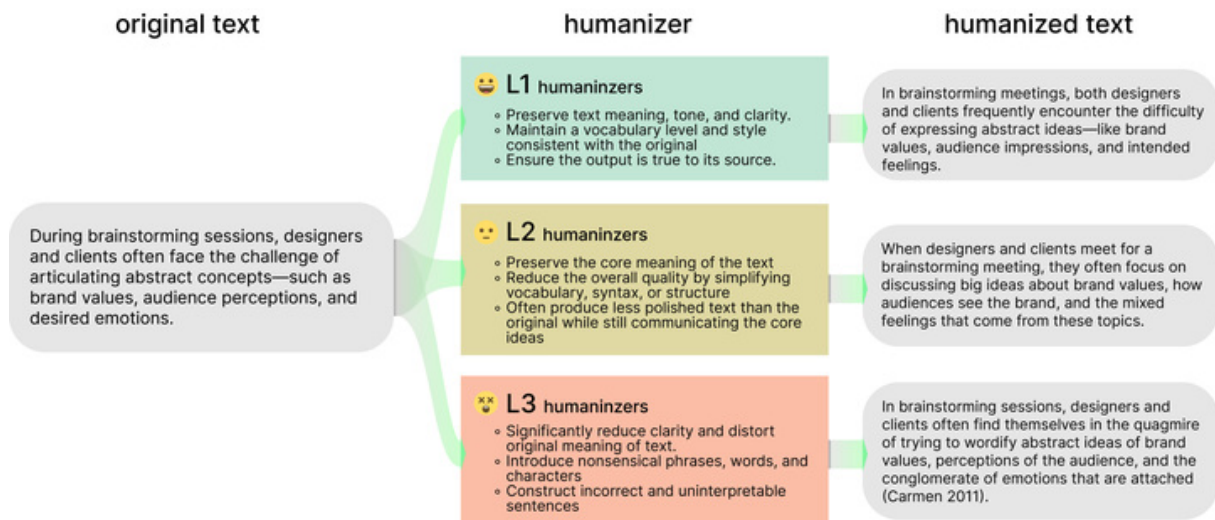 original text
humanizer
humanized text
During brainstorming sessions, designers
and clients often face the challenge of
articulating abstract concepts—such as
brand values, audience perceptions, and
desired emotions.
L1 humaninzers
Preserve text meaning, tone, and clarity.
Maintain a vocabulary level and style
consistent with the original
Ensure the output is true to its source.
In brainstorming meetings, both designers
and clients frequently encounter the difficulty
of expressing abstract ideas—like brand
values, audience impressions, and intended
feelings.
L2 humaninzers
Preserve the core meaning of the text
Reduce the overall quality by simplifying
vocabulary, syntax, or structure
Often produce less polished text than the
original while still communicating the core
ideas
When designers and clients meet for a
brainstorming meeting, they often focus on
discussing big ideas about brand values, how
audiences see the brand, and the mixed
feelings that come from these topics.
L3 humaninzers
Significantly reduce clarity and distort
original meaning of text.
Introduce nonsensical phrases, words, and
characters
Construct incorrect and uninterpretable
sentences
In brainstorming sessions, designers and
clients often find themselves in the quagmire
of trying to wordify abstract ideas of brand
values, perceptions of the audience, and the
conglomerate of emotions that are attached
(Carmen 2011).